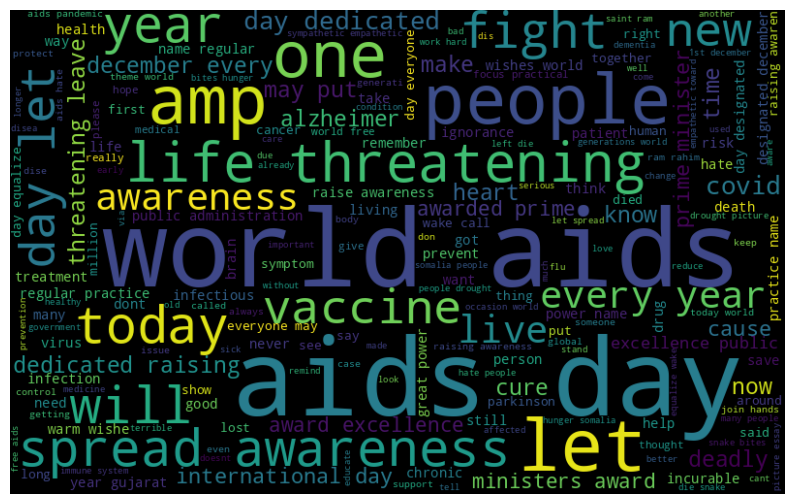 aids pandemic
year
day dedicated
fight
new
saint ram
another
health
sympathetic empathetic
bad
work hard
dis
dementia
1st december
way
name regular
one
right
december every
make
wishes world
together
protect
theme world
bites hunger
may put
generati
focus practical
well
come
day everyone
time
prime minister
day designated
designated december
raising awaren
longer
aids hate
disea
day let
threatening leave
please
hope
first
amp
take
condition
alzheimer
people
medical
cancer
world free
ignorance
patient
human
risk
empathetic toward
used
aware
life
really
remember
left die
generations world
ram rahim
hate
care
due
already
early
life threatening
change
covid
dise
awareness
raise awareness
heart
think
serious
day equalize
via
body
awarded prime
know
died
death
drought picture
public administration
living
wake call
let spread
million
important
give
don
got
prevent
love
keep
practice name
brain
world aids
treatment
symptom
somalia people
want
flu
much
reduce
regular practice
healthy
old
called
without
people drought
occasion world
every year
today world
many
dont
infectious
always
vaccine
thing
power name
someone
drug
prevention
government
today
everyone may
live
put
global
cause
virus
issue
sick
never see
say
made
raising awareness
stand
excellence public
dedicated raising
remind
case
hate people
person
save
infection
medicine
aids day
great power
cure
equalize wake
control
getting
show
look
parkinson
now
around
need
will
good
terrible
join hands
free aids
warm wishe
lost
award excellence
still
help
hunger somalia
many people
said
even
affected
thought
spread awareness
let
deadly
snake bites
picture essay
doesnt
educate
better
long
immune system
international day
chronic
incurable
year gujarat
support
tell
ministers award
die snake
cant